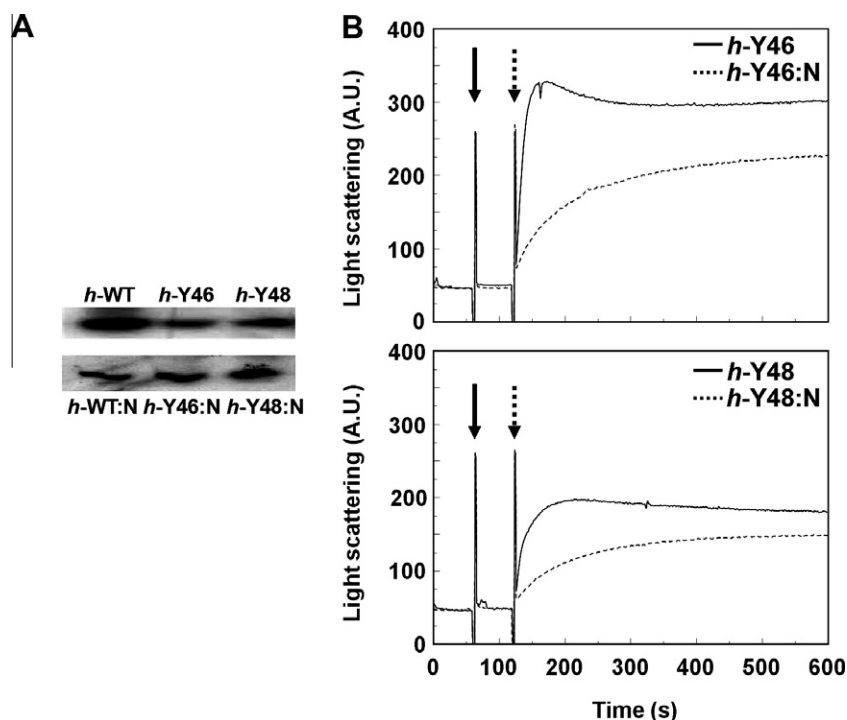 A
h-WT h-Y46 h-Y48
h-WT:N h-Y46:N h-Y48:N
B
400
300
200
100
0
Light scattering (A.U.)
h-Y46
h-Y46:N
400
300
200
100
0
Light scattering (A.U.)
h-Y48
h-Y48:N
0 100 200 300 400 500 600
Time (s)